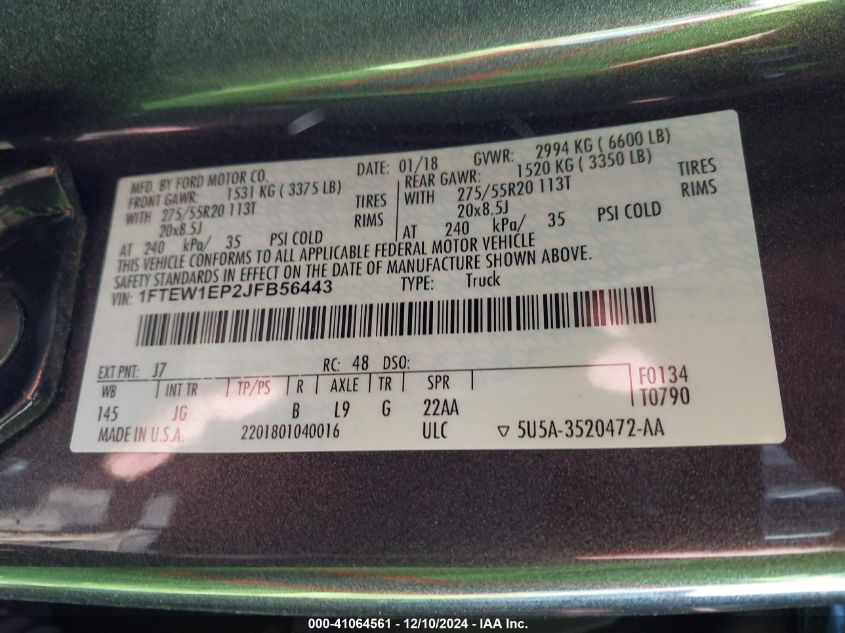 MFD. BY FORD MOTOR CO. DATE: 01/18 GVWR: 2994 KG ( 6600 LB)
FRONT GAWR: 1531 KG ( 3375 LB) REAR GAWR: 1520 KG ( 3350 LB)
WITH 275/55R20 113T TIRES WITH 275/55R20 113T TIRES
20x8.5J RIMS 20x8.5J RIMS
AT 240 kPa/ 35 PSI COLD AT 240 kPa/ 35 PSI COLD
THIS VEHICLE CONFORMS TO ALL APPLICABLE FEDERAL MOTOR VEHICLE
SAFETY STANDARDS IN EFFECT ON THE DATE OF MANUFACTURE SHOWN ABOVE.
VIN: 1FTEW1EP2JFB56443 TYPE: Truck
EXT PNT: J7 RC: 48 DSO:
WB INT TR TP/PS R AXLE TR SPR F0134
145 JG B L9 G 22AA T0790
MADE IN U.S.A. 2201801040016 ULC ▽ 5U5A-3520472-AA
000-41064561 - 12/10/2024 - IAA Inc.